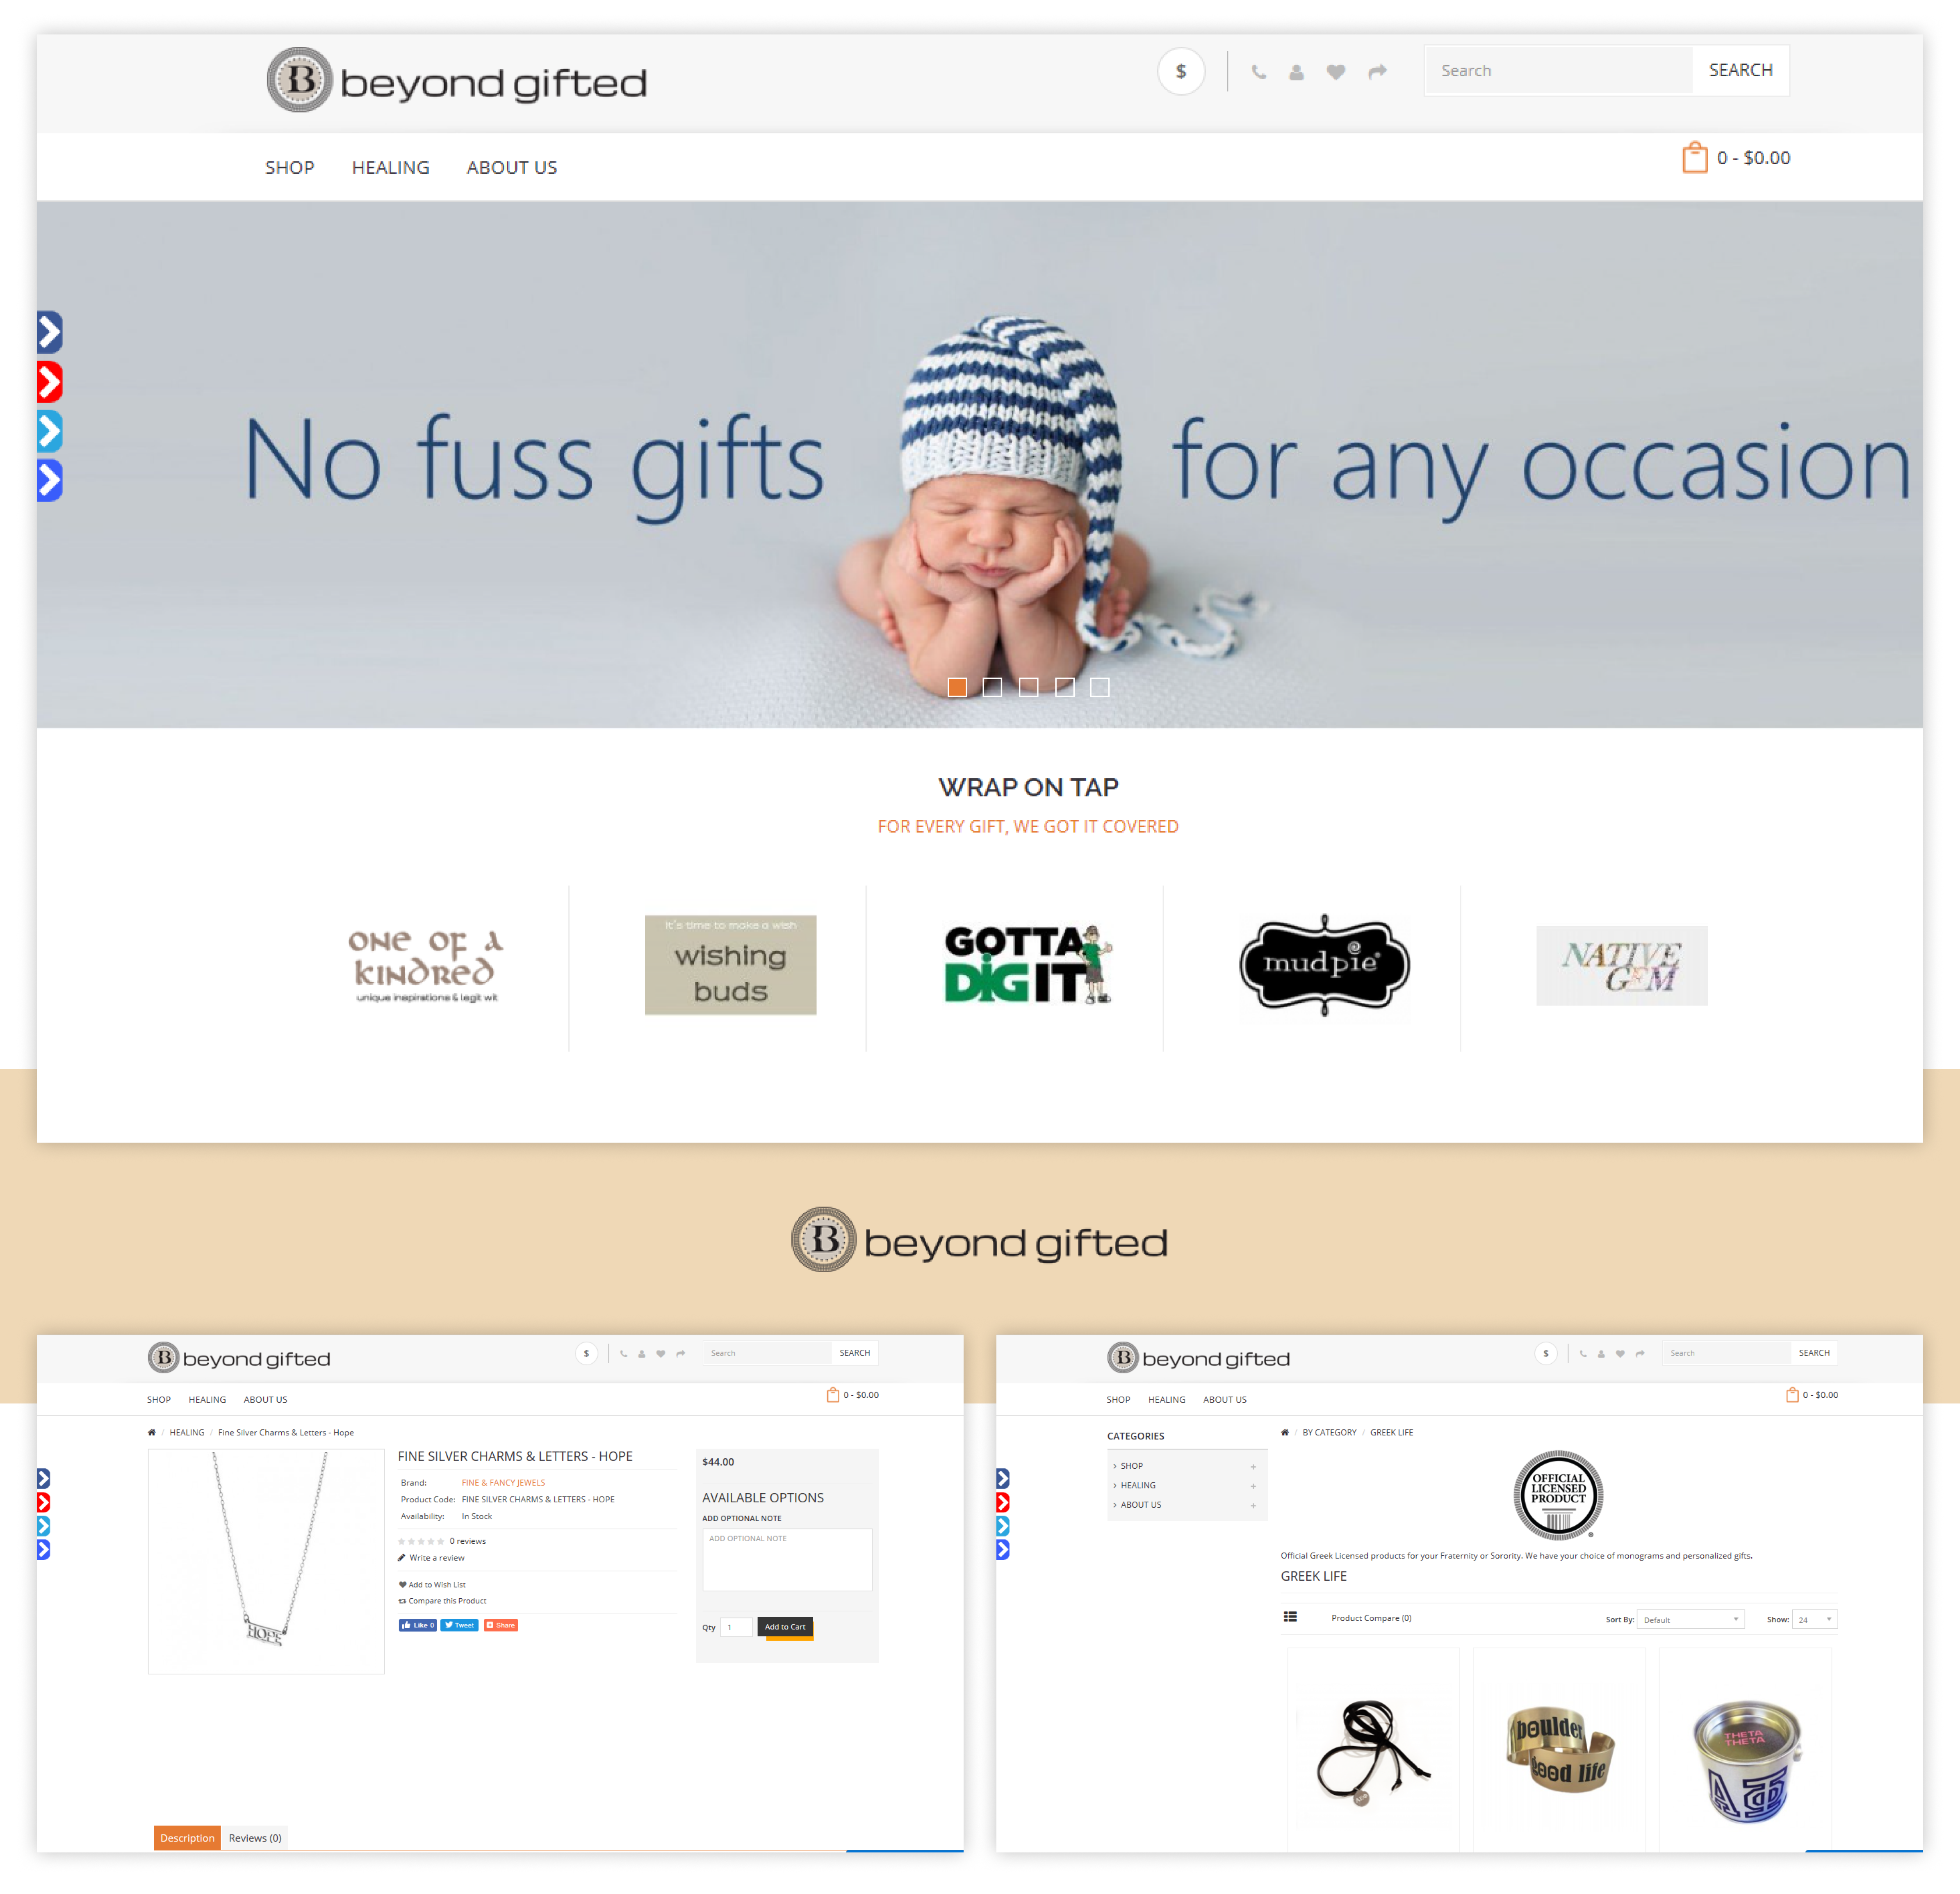 B beyond gifted
$
Search
SEARCH
SHOP HEALING ABOUT US
0 - $0.00
No fuss gifts for any occasion
WRAP ON TAP
FOR EVERY GIFT, WE GOT IT COVERED
one of a
kindred
unique inspirations & legit wit
it's time to make a wish
wishing
buds
GOTTA
DIG IT
mudpie
NATIVE
GEM
B beyond gifted
B beyond gifted
$
Search
SEARCH
SHOP HEALING ABOUT US
0 - $0.00
/ HEALING / Fine Silver Charms & Letters - Hope
HOPE
FINE SILVER CHARMS & LETTERS - HOPE
Brand: FINE & FANCY JEWELS
Product Code: FINE SILVER CHARMS & LETTERS - HOPE
Availability: In Stock
0 reviews
Write a review
Add to Wish List
Compare this Product
Like 0 Tweet Share
$44.00
AVAILABLE OPTIONS
ADD OPTIONAL NOTE
ADD OPTIONAL NOTE
Qty 1 Add to Cart
Description Reviews (0)
B beyond gifted
$
Search
SEARCH
SHOP HEALING ABOUT US
0 - $0.00
CATEGORIES
› SHOP +
› HEALING +
› ABOUT US +
/ BY CATEGORY / GREEK LIFE
OFFICIAL
LICENSED
PRODUCT
Official Greek Licensed products for your Fraternity or Sorority. We have your choice of monograms and personalized gifts.
GREEK LIFE
Product Compare (0)
Sort By: Default
Show: 24
boulder
good life
THETA
THETA